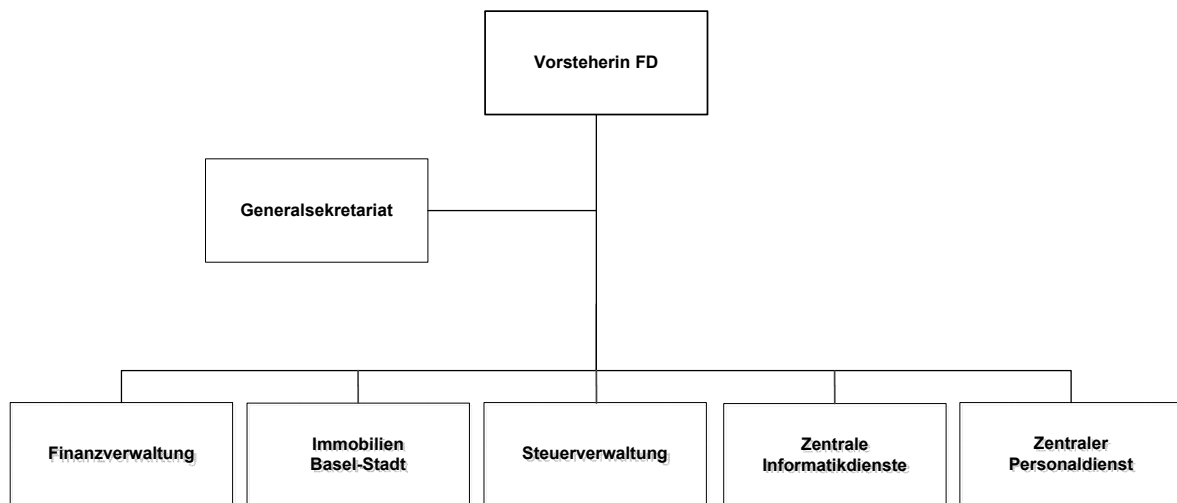 Vorsteherin FD
Generalsekretariat
Finanzverwaltung
Immobilien
Basel-Stadt
Steuerverwaltung
Zentrale
Informatikdienste
Zentraler
Personaldienst